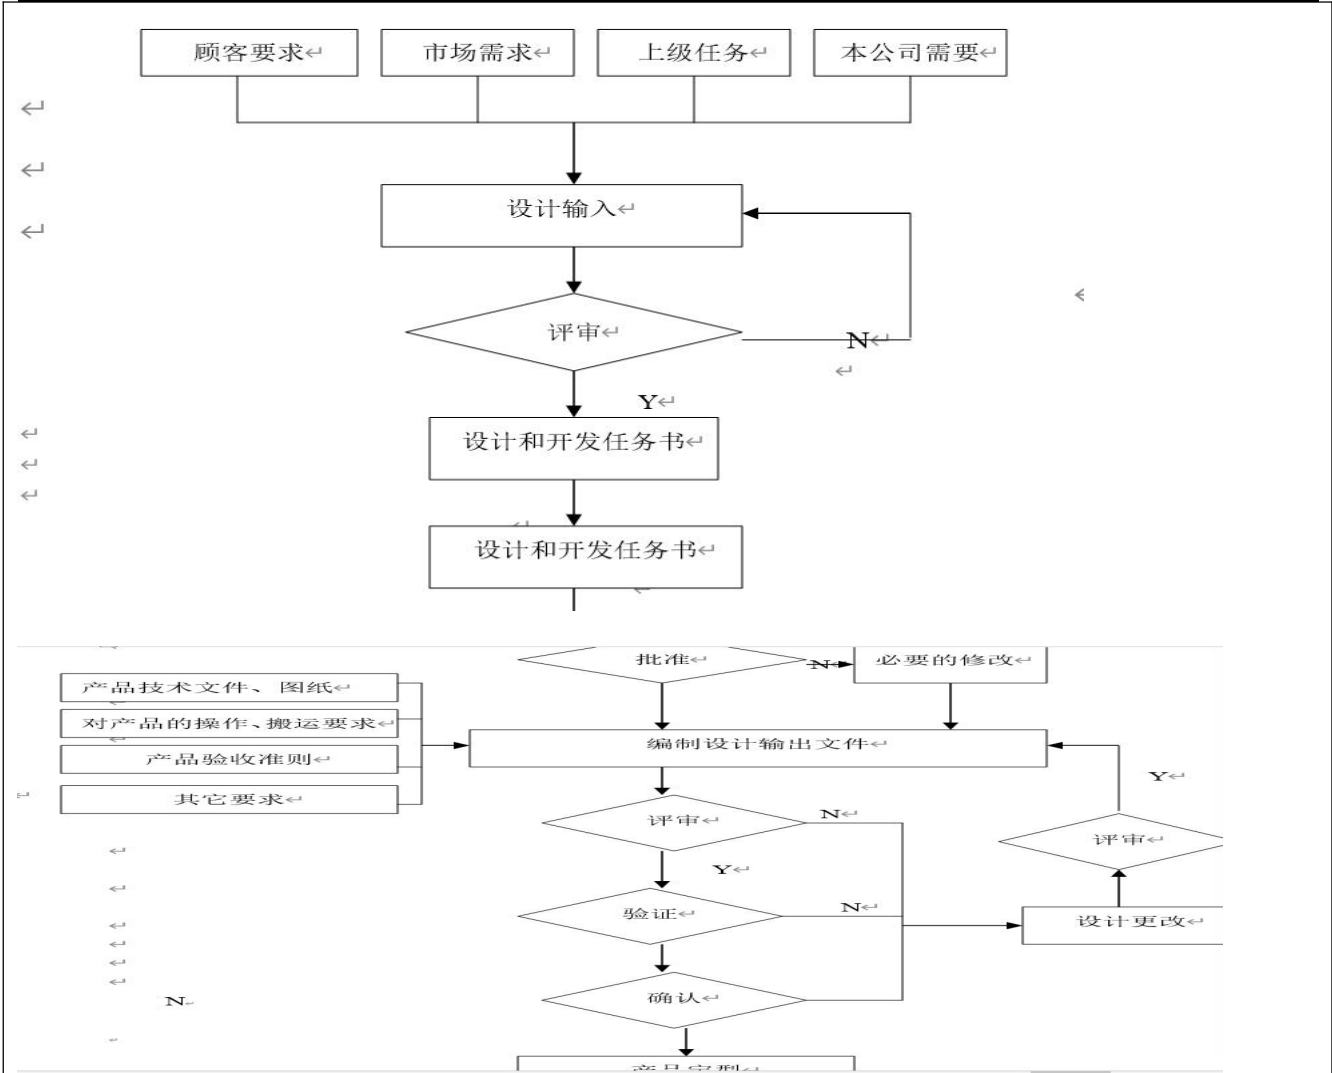 顾客要求 市场需求 上级任务 本公司需要
设计输入
评审
N
Y
设计和开发任务书
设计和开发任务书
批准 N 必要的修改
产品技术文件、图纸
对产品的操作、搬运要求
编制设计输出文件
产品验收准则
Y
其它要求
评审 N
评审
Y
验证 N
设计更改
确认
N
产品定型